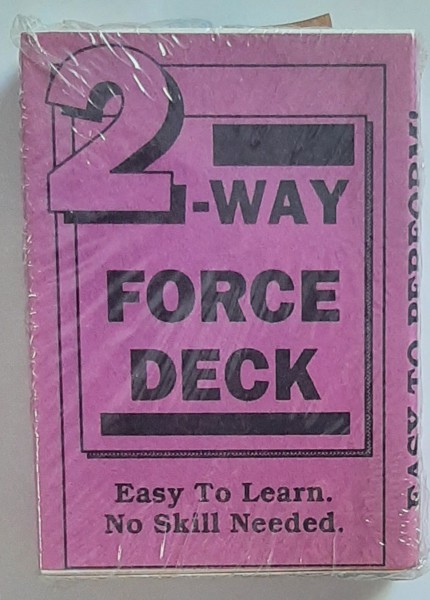 2-WAY
FORCE
DECK
Easy To Learn.
No Skill Needed.
EASY TO PERFORM!